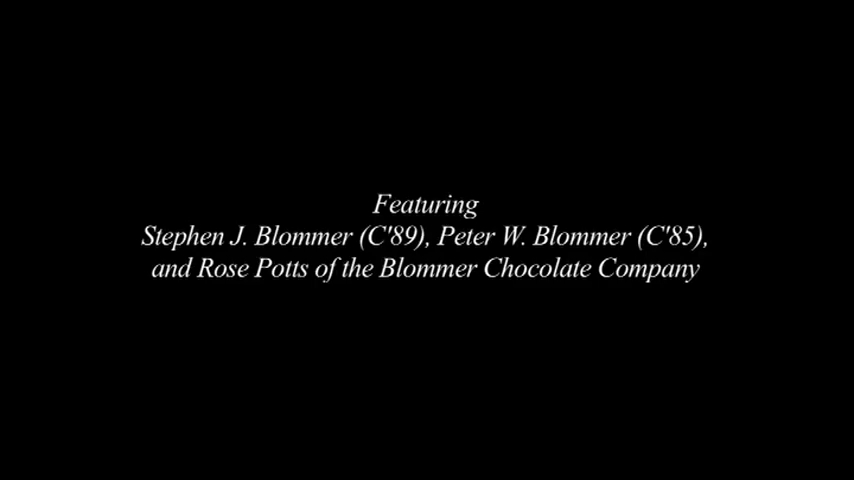 Featuring
Stephen J. Blommer (C'89), Peter W. Blommer (C'85),
and Rose Potts of the Blommer Chocolate Company